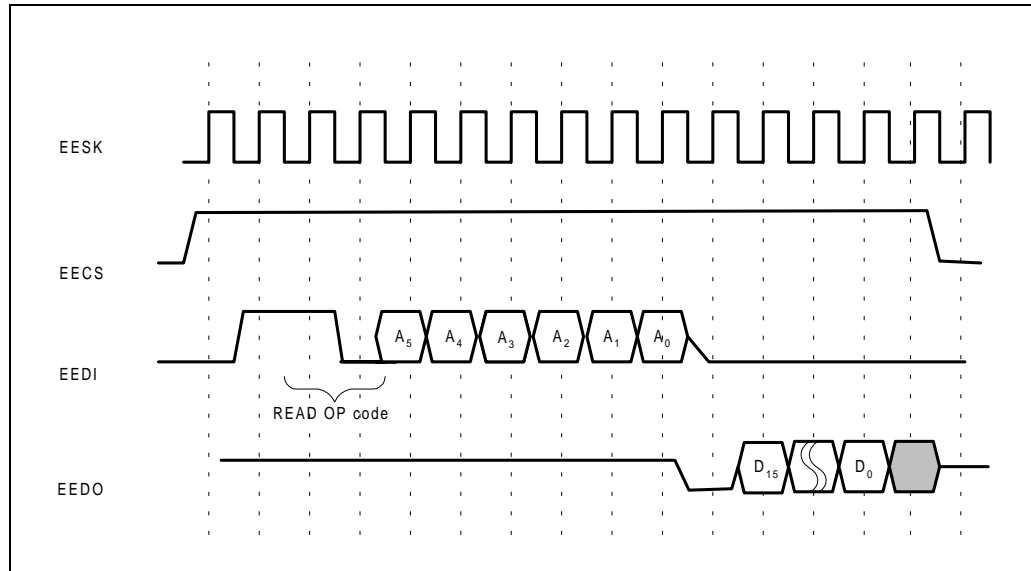 EESK
EECS
EEDI
A5 A4 A3 A2 A1 A0
READ OP code
EEDO
D15 D0